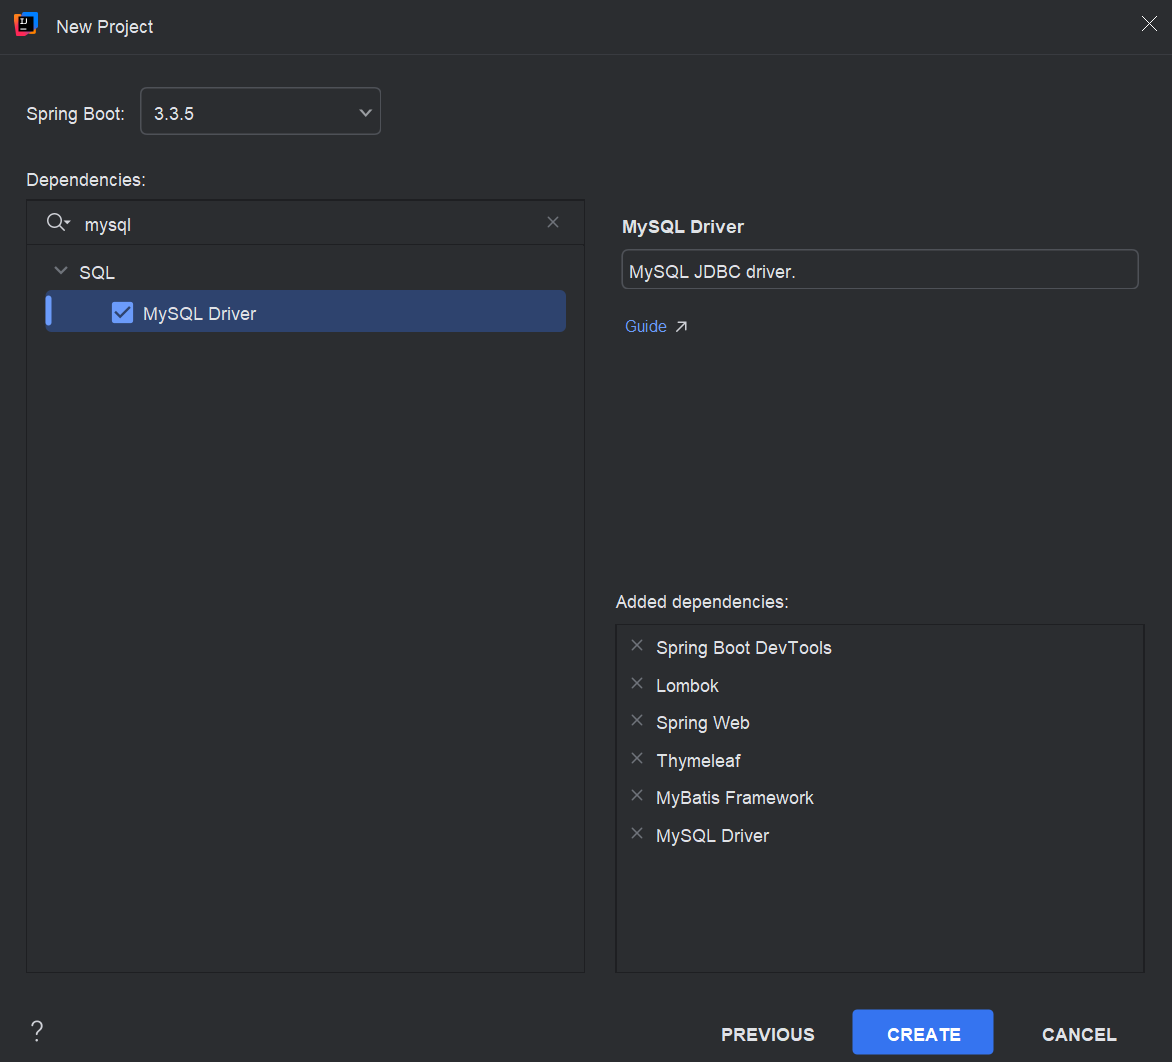 New Project
Spring Boot: 3.3.5
Dependencies:
mysql
SQL
MySQL Driver
MySQL Driver
MySQL JDBC driver.
Guide
Added dependencies:
Spring Boot DevTools
Lombok
Spring Web
Thymeleaf
MyBatis Framework
MySQL Driver
? PREVIOUS CREATE CANCEL